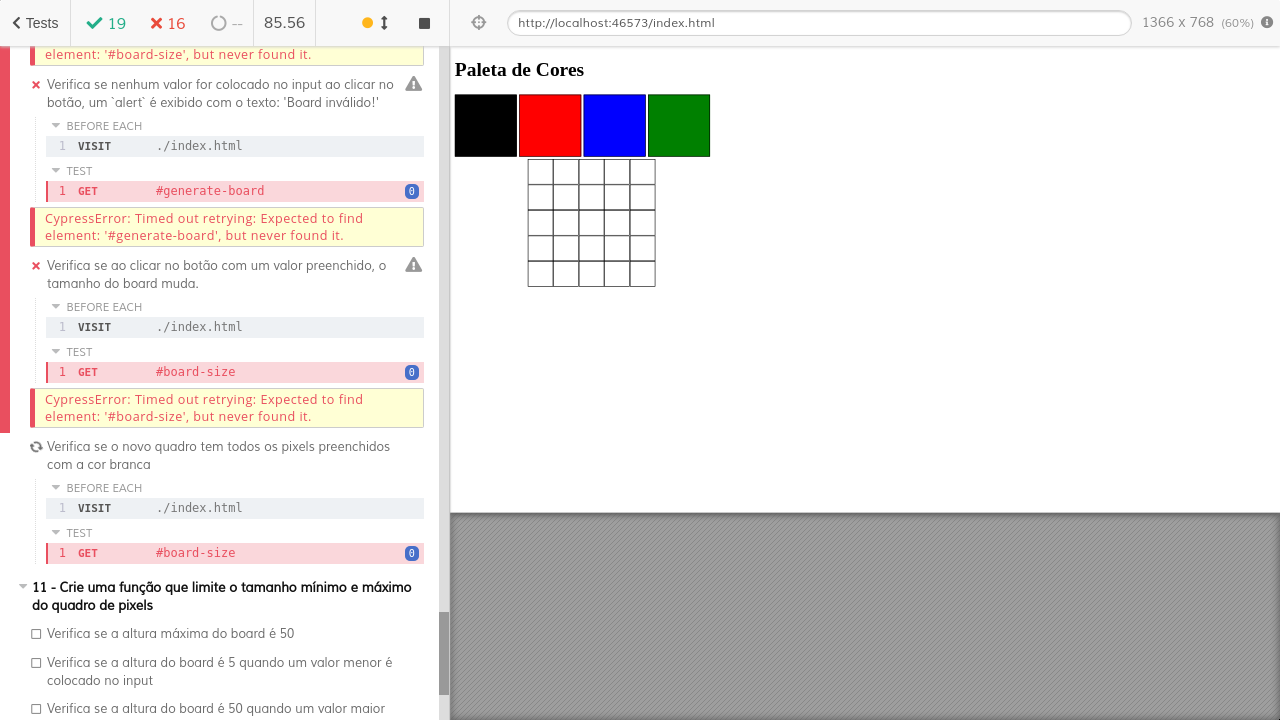 Tests
19
16
--
85.56
http://localhost:46573/index.html
1366 x 768 (60%)
element: '#board-size', but never found it.
Verifica se nenhum valor for colocado no input ao clicar no
botão, um `alert` é exibido com o texto: 'Board inválido!'
BEFORE EACH
1 VISIT ./index.html
TEST
1 GET #generate-board 0
CypressError: Timed out retrying: Expected to find
element: '#generate-board', but never found it.
Verifica se ao clicar no botão com um valor preenchido, o
tamanho do board muda.
BEFORE EACH
1 VISIT ./index.html
TEST
1 GET #board-size 0
CypressError: Timed out retrying: Expected to find
element: '#board-size', but never found it.
Verifica se o novo quadro tem todos os pixels preenchidos
com a cor branca
BEFORE EACH
1 VISIT ./index.html
TEST
1 GET #board-size 0
11 - Crie uma função que limite o tamanho mínimo e máximo
do quadro de pixels
Verifica se a altura máxima do board é 50
Verifica se a altura do board é 5 quando um valor menor é
colocado no input
Verifica se a altura do board é 50 quando um valor maior
Paleta de Cores